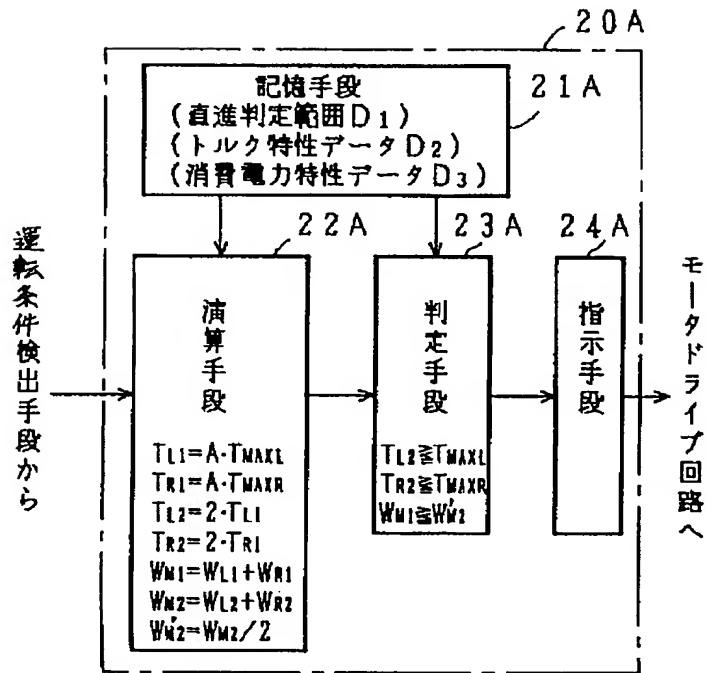 20A
記憶手段
(直進判定範囲D1)
(トルク特性データD2)
(消費電力特性データD3)
21A
運転条件検出手段から
22A
演算手段
TL1=A·TMAXL
TR1=A·TMAXR
TL2=2·TL1
TR2=2·TR1
WM1=WL1+WR1
WM2=WL2+WR2
WM'2=WM2/2
23A
判定手段
TL2≧TMAXL
TR2≧TMAXR
WM1≧WM'2
24A
指示手段
モータドライブ回路へ